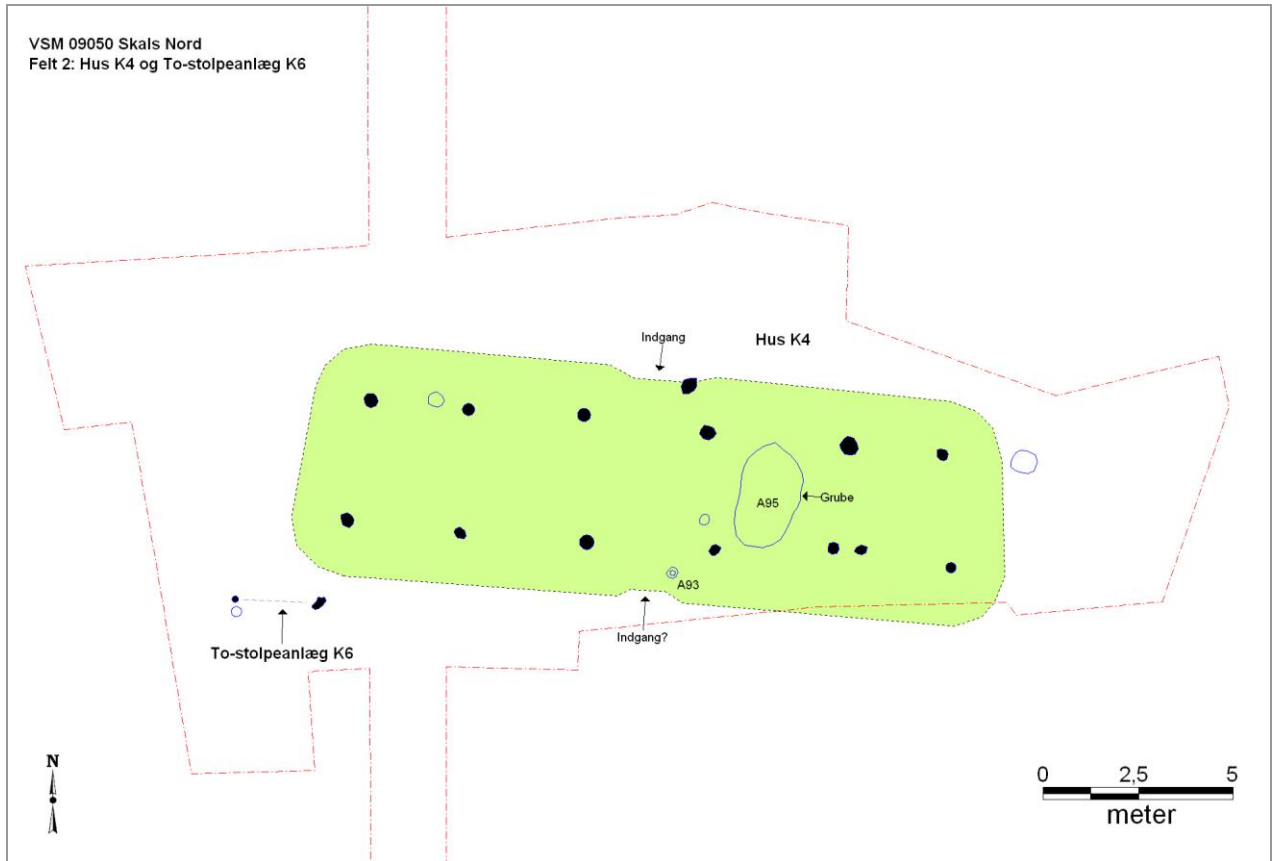 VSM 09050 Skals Nord
Felt 2: Hus K4 og To-stolpeanlæg K6
Indgang
Hus K4
A95
Grube
A93
Indgang?
To-stolpeanlæg K6
N
0 2,5 5
meter